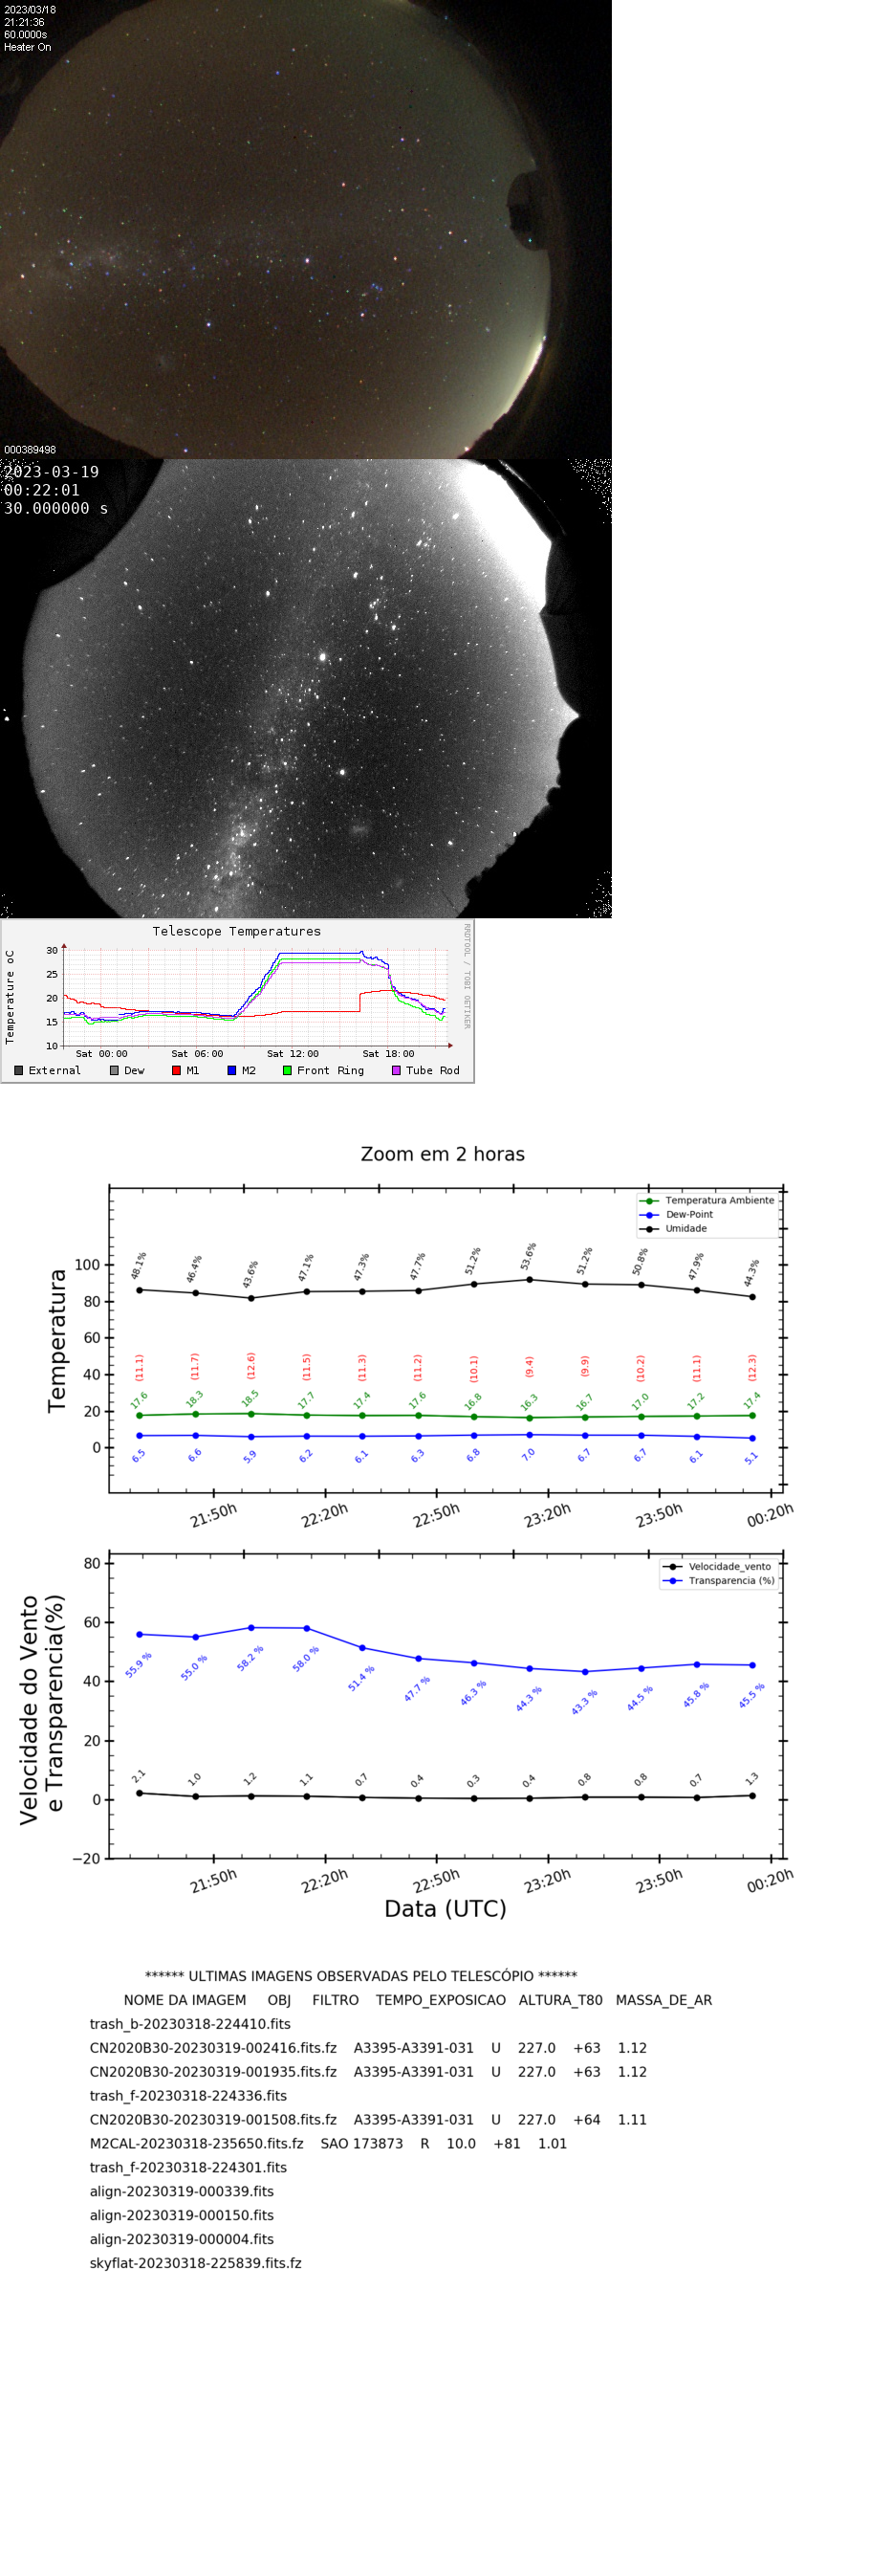 2023/03/18
21:21:36
60.0000s
Heater On
000389498
2023-03-19
00:22:01
30.000000 s
Telescope Temperatures
RRDTOOL / TOBI OETIKER
Temperature oC
30
25
20
15
10
Sat 00:00 Sat 06:00 Sat 12:00 Sat 18:00
External Dew M1 M2 Front Ring Tube Rod
Zoom em 2 horas
Temperatura Ambiente
Dew-Point
Umidade
Temperatura
100
80
60
40
20
0
48.1% 46.4% 43.6% 47.1% 47.3% 47.7% 51.2% 53.6% 51.2% 50.8% 47.9% 44.3%
(11.1) (11.7) (12.6) (11.5) (11.3) (11.2) (10.1) (9.4) (9.9) (10.2) (11.1) (12.3)
17.6 18.3 18.5 17.7 17.4 17.6 16.8 16.3 16.7 17.0 17.2 17.4
6.5 6.6 5.9 6.2 6.1 6.3 6.8 7.0 6.7 6.7 6.1 5.1
21:50h 22:20h 22:50h 23:20h 23:50h 00:20h
Velocidade_vento
Transparencia (%)
Velocidade do Vento
e Transparencia(%)
80
60
40
20
0
−20
55.9 % 55.0 % 58.2 % 58.0 % 51.4 % 47.7 % 46.3 % 44.3 % 43.3 % 44.5 % 45.8 % 45.5 %
2.1 1.0 1.2 1.1 0.7 0.4 0.3 0.4 0.8 0.8 0.7 1.3
21:50h 22:20h 22:50h 23:20h 23:50h 00:20h
Data (UTC)
****** ULTIMAS IMAGENS OBSERVADAS PELO TELESCÓPIO ******
NOME DA IMAGEM OBJ FILTRO TEMPO_EXPOSICAO ALTURA_T80 MASSA_DE_AR
trash_b-20230318-224410.fits
CN2020B30-20230319-002416.fits.fz A3395-A3391-031 U 227.0 +63 1.12
CN2020B30-20230319-001935.fits.fz A3395-A3391-031 U 227.0 +63 1.12
trash_f-20230318-224336.fits
CN2020B30-20230319-001508.fits.fz A3395-A3391-031 U 227.0 +64 1.11
M2CAL-20230318-235650.fits.fz SAO 173873 R 10.0 +81 1.01
trash_f-20230318-224301.fits
align-20230319-000339.fits
align-20230319-000150.fits
align-20230319-000004.fits
skyflat-20230318-225839.fits.fz